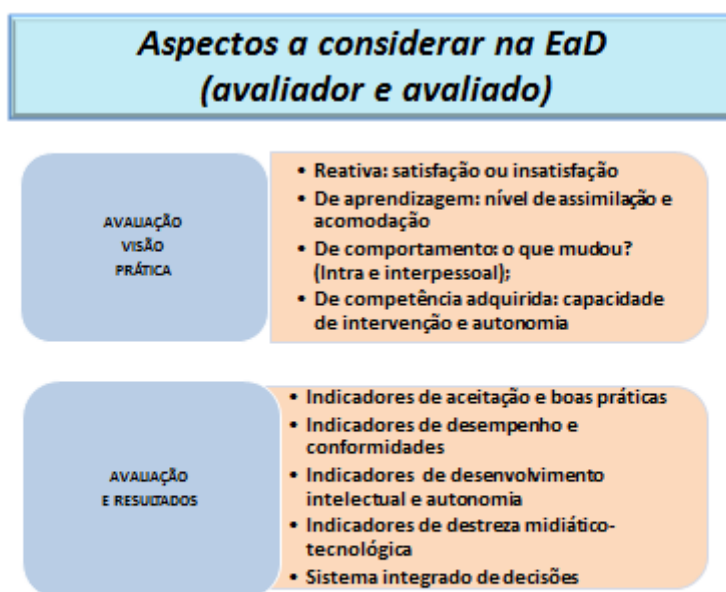 Aspectos a considerar na EaD
(avaliador e avaliado)
AVALIAÇÃO
VISÃO
PRÁTICA
• Reativa: satisfação ou insatisfação
• De aprendizagem: nível de assimilação e
acomodação
• De comportamento: o que mudou?
(Intra e interpessoal);
• De competência adquirida: capacidade
de intervenção e autonomia
AVALIAÇÃO
E RESULTADOS
• Indicadores de aceitação e boas práticas
• Indicadores de desempenho e
conformidades
• Indicadores de desenvolvimento
intelectual e autonomia
• Indicadores de destreza midiático-
tecnológica
• Sistema integrado de decisões